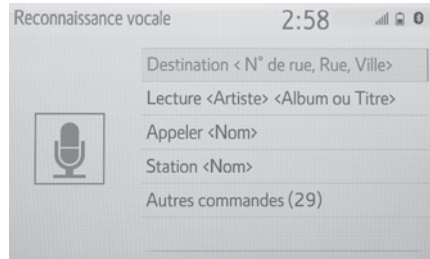 Reconnaissance vocale 2:58
Destination < N° de rue, Rue, Ville>
Lecture <Artiste> <Album ou Titre>
Appeler <Nom>
Station <Nom>
Autres commandes (29)